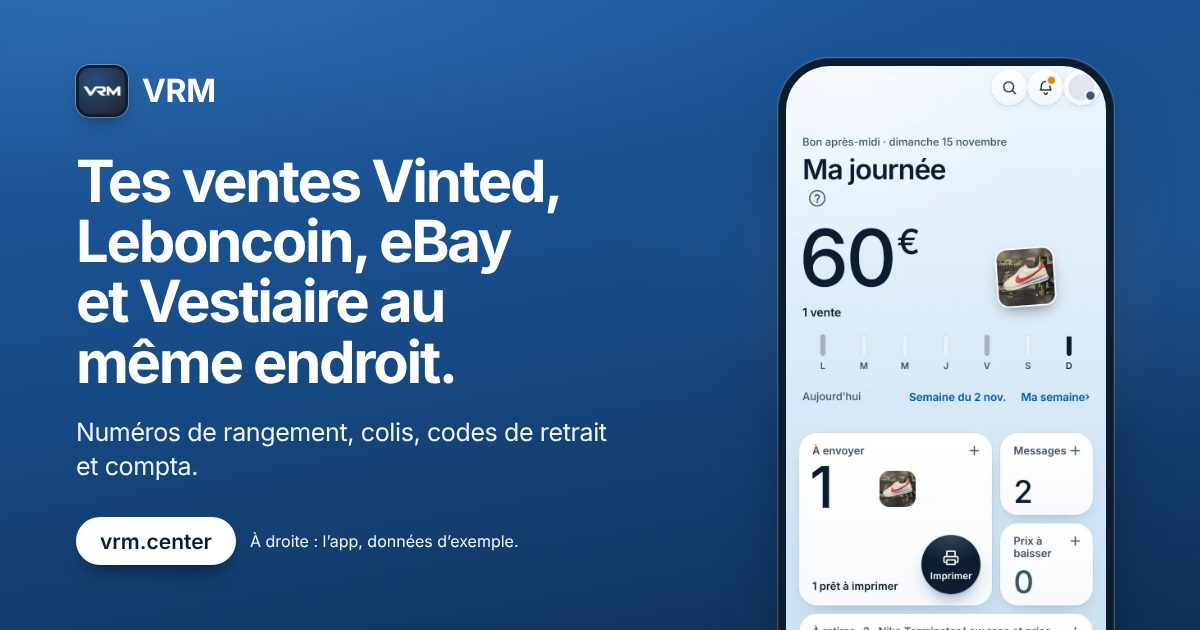 VRM
VRM
Tes ventes Vinted,
Leboncoin, eBay
et Vestiaire au
même endroit.
Numéros de rangement, colis, codes de retrait
et compta.
vrm.center
À droite : l’app, données d’exemple.
Bon après-midi · dimanche 15 novembre
Ma journée
?
60€
1 vente
L M M J V S D
Aujourd’hui
Semaine du 2 nov.
Ma semaine›
À envoyer +
1
1 prêt à imprimer
Imprimer
Messages +
2
Prix à +
baisser
0